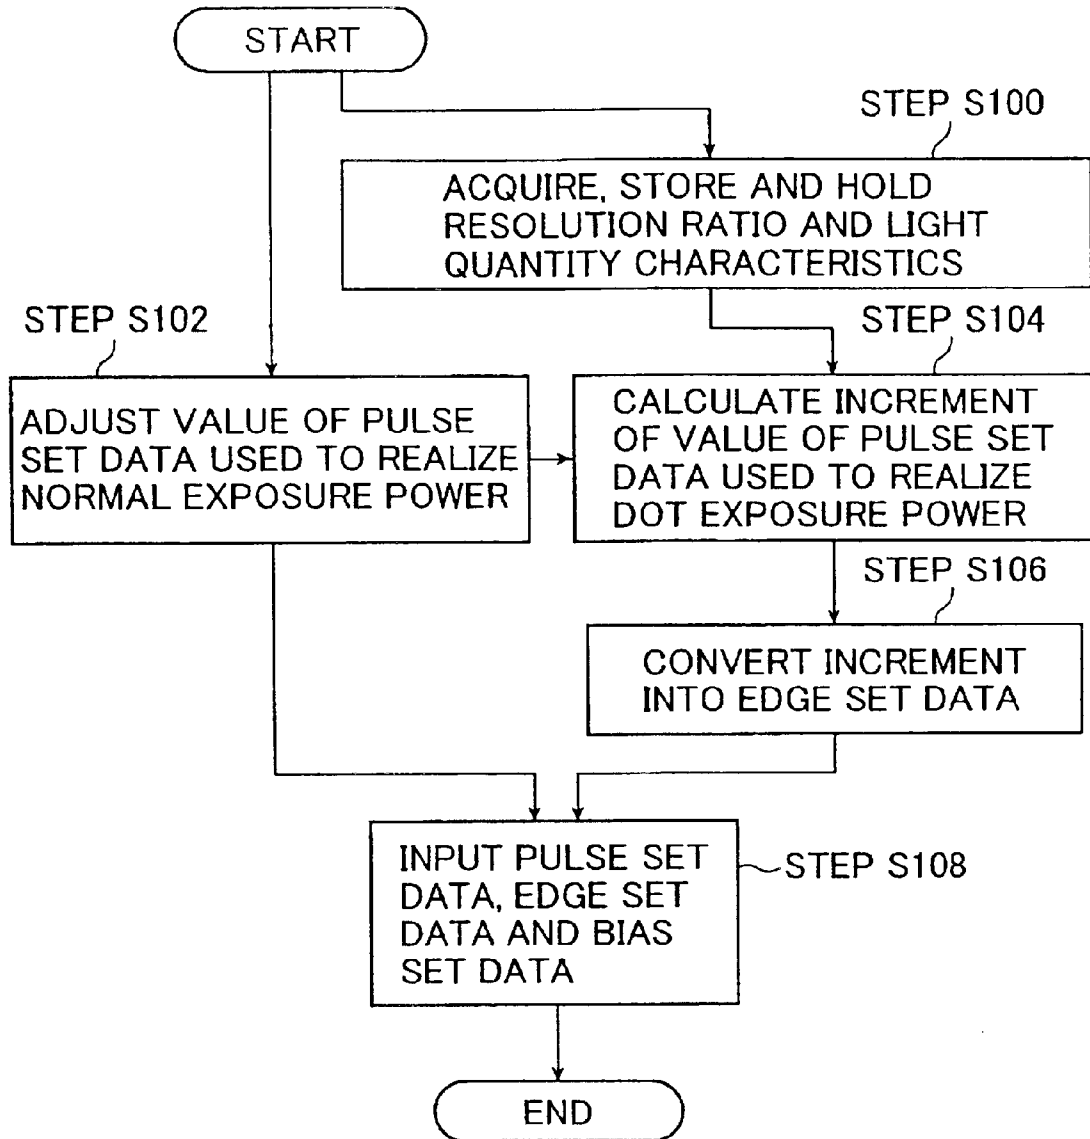 START
STEP S100
ACQUIRE, STORE AND HOLD
RESOLUTION RATIO AND LIGHT
QUANTITY CHARACTERISTICS
STEP S102
ADJUST VALUE OF PULSE
SET DATA USED TO REALIZE
NORMAL EXPOSURE POWER
STEP S104
CALCULATE INCREMENT
OF VALUE OF PULSE SET
DATA USED TO REALIZE
DOT EXPOSURE POWER
STEP S106
CONVERT INCREMENT
INTO EDGE SET DATA
INPUT PULSE SET
DATA, EDGE SET
DATA AND BIAS
SET DATA
STEP S108
END